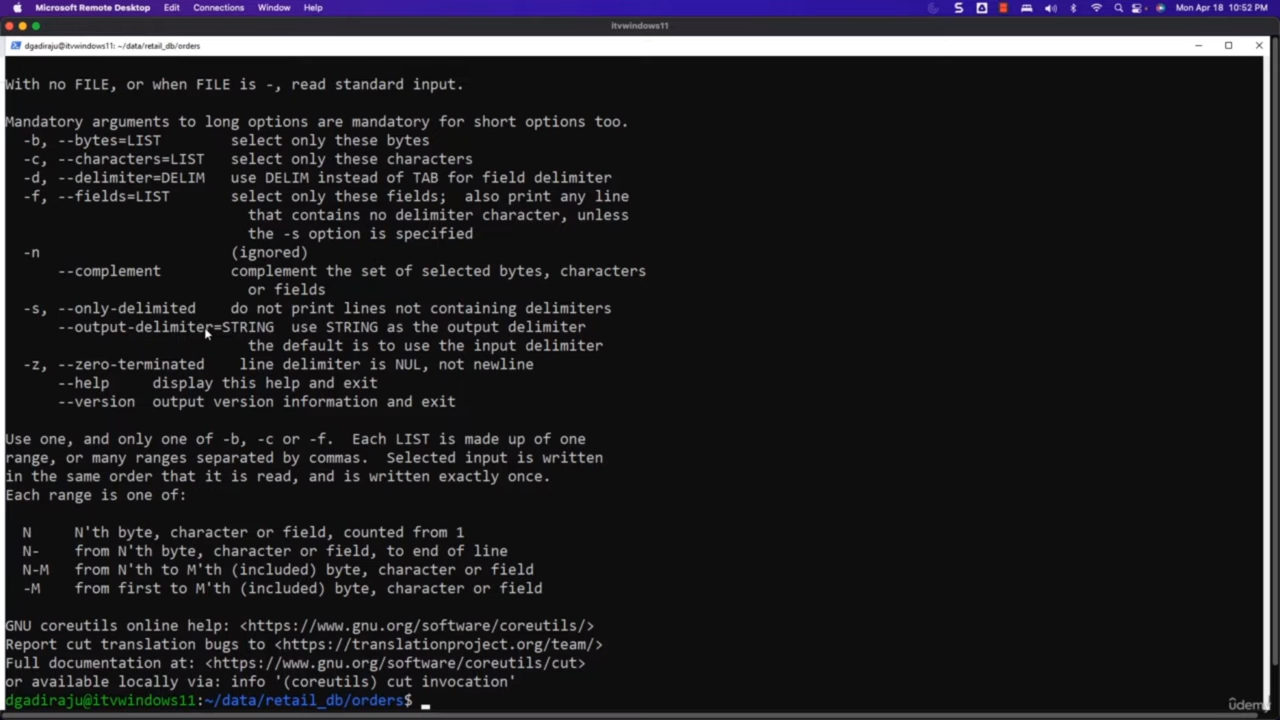 Microsoft Remote Desktop Edit Connections Window Help Mon Apr 18 10:52 PM
itvwindows11
dgadiraju@itvwindows11: ~/data/retail_db/orders
With no FILE, or when FILE is -, read standard input.
Mandatory arguments to long options are mandatory for short options too.
-b, --bytes=LIST select only these bytes
-c, --characters=LIST select only these characters
-d, --delimiter=DELIM use DELIM instead of TAB for field delimiter
-f, --fields=LIST select only these fields; also print any line
that contains no delimiter character, unless
the -s option is specified
-n (ignored)
--complement complement the set of selected bytes, characters
or fields
-s, --only-delimited do not print lines not containing delimiters
--output-delimiter=STRING use STRING as the output delimiter
the default is to use the input delimiter
-z, --zero-terminated line delimiter is NUL, not newline
--help display this help and exit
--version output version information and exit
Use one, and only one of -b, -c or -f. Each LIST is made up of one
range, or many ranges separated by commas. Selected input is written
in the same order that it is read, and is written exactly once.
Each range is one of:
N N'th byte, character or field, counted from 1
N- from N'th byte, character or field, to end of line
N-M from N'th to M'th (included) byte, character or field
-M from first to M'th (included) byte, character or field
GNU coreutils online help: <https://www.gnu.org/software/coreutils/>
Report cut translation bugs to <https://translationproject.org/team/>
Full documentation at: <https://www.gnu.org/software/coreutils/cut>
or available locally via: info '(coreutils) cut invocation'
dgadiraju@itvwindows11:~/data/retail_db/orders$
ûdemy